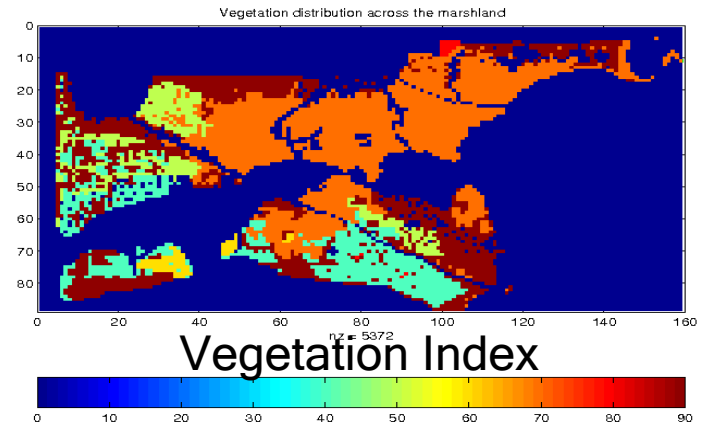 Vegetation distribution across the marshland
0
10
20
30
40
50
60
70
80
0 20 40 60 80 100 120 140 160
nz = 5372
Vegetation Index
0 10 20 30 40 50 60 70 80 90